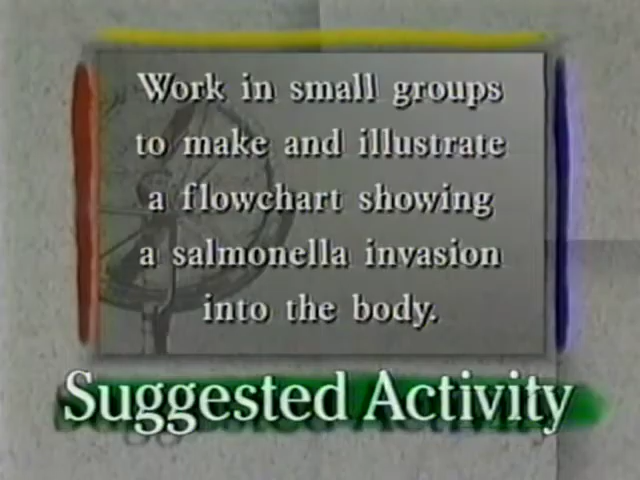 Work in small groups
to make and illustrate
a flowchart showing
a salmonella invasion
into the body.
Suggested Activity